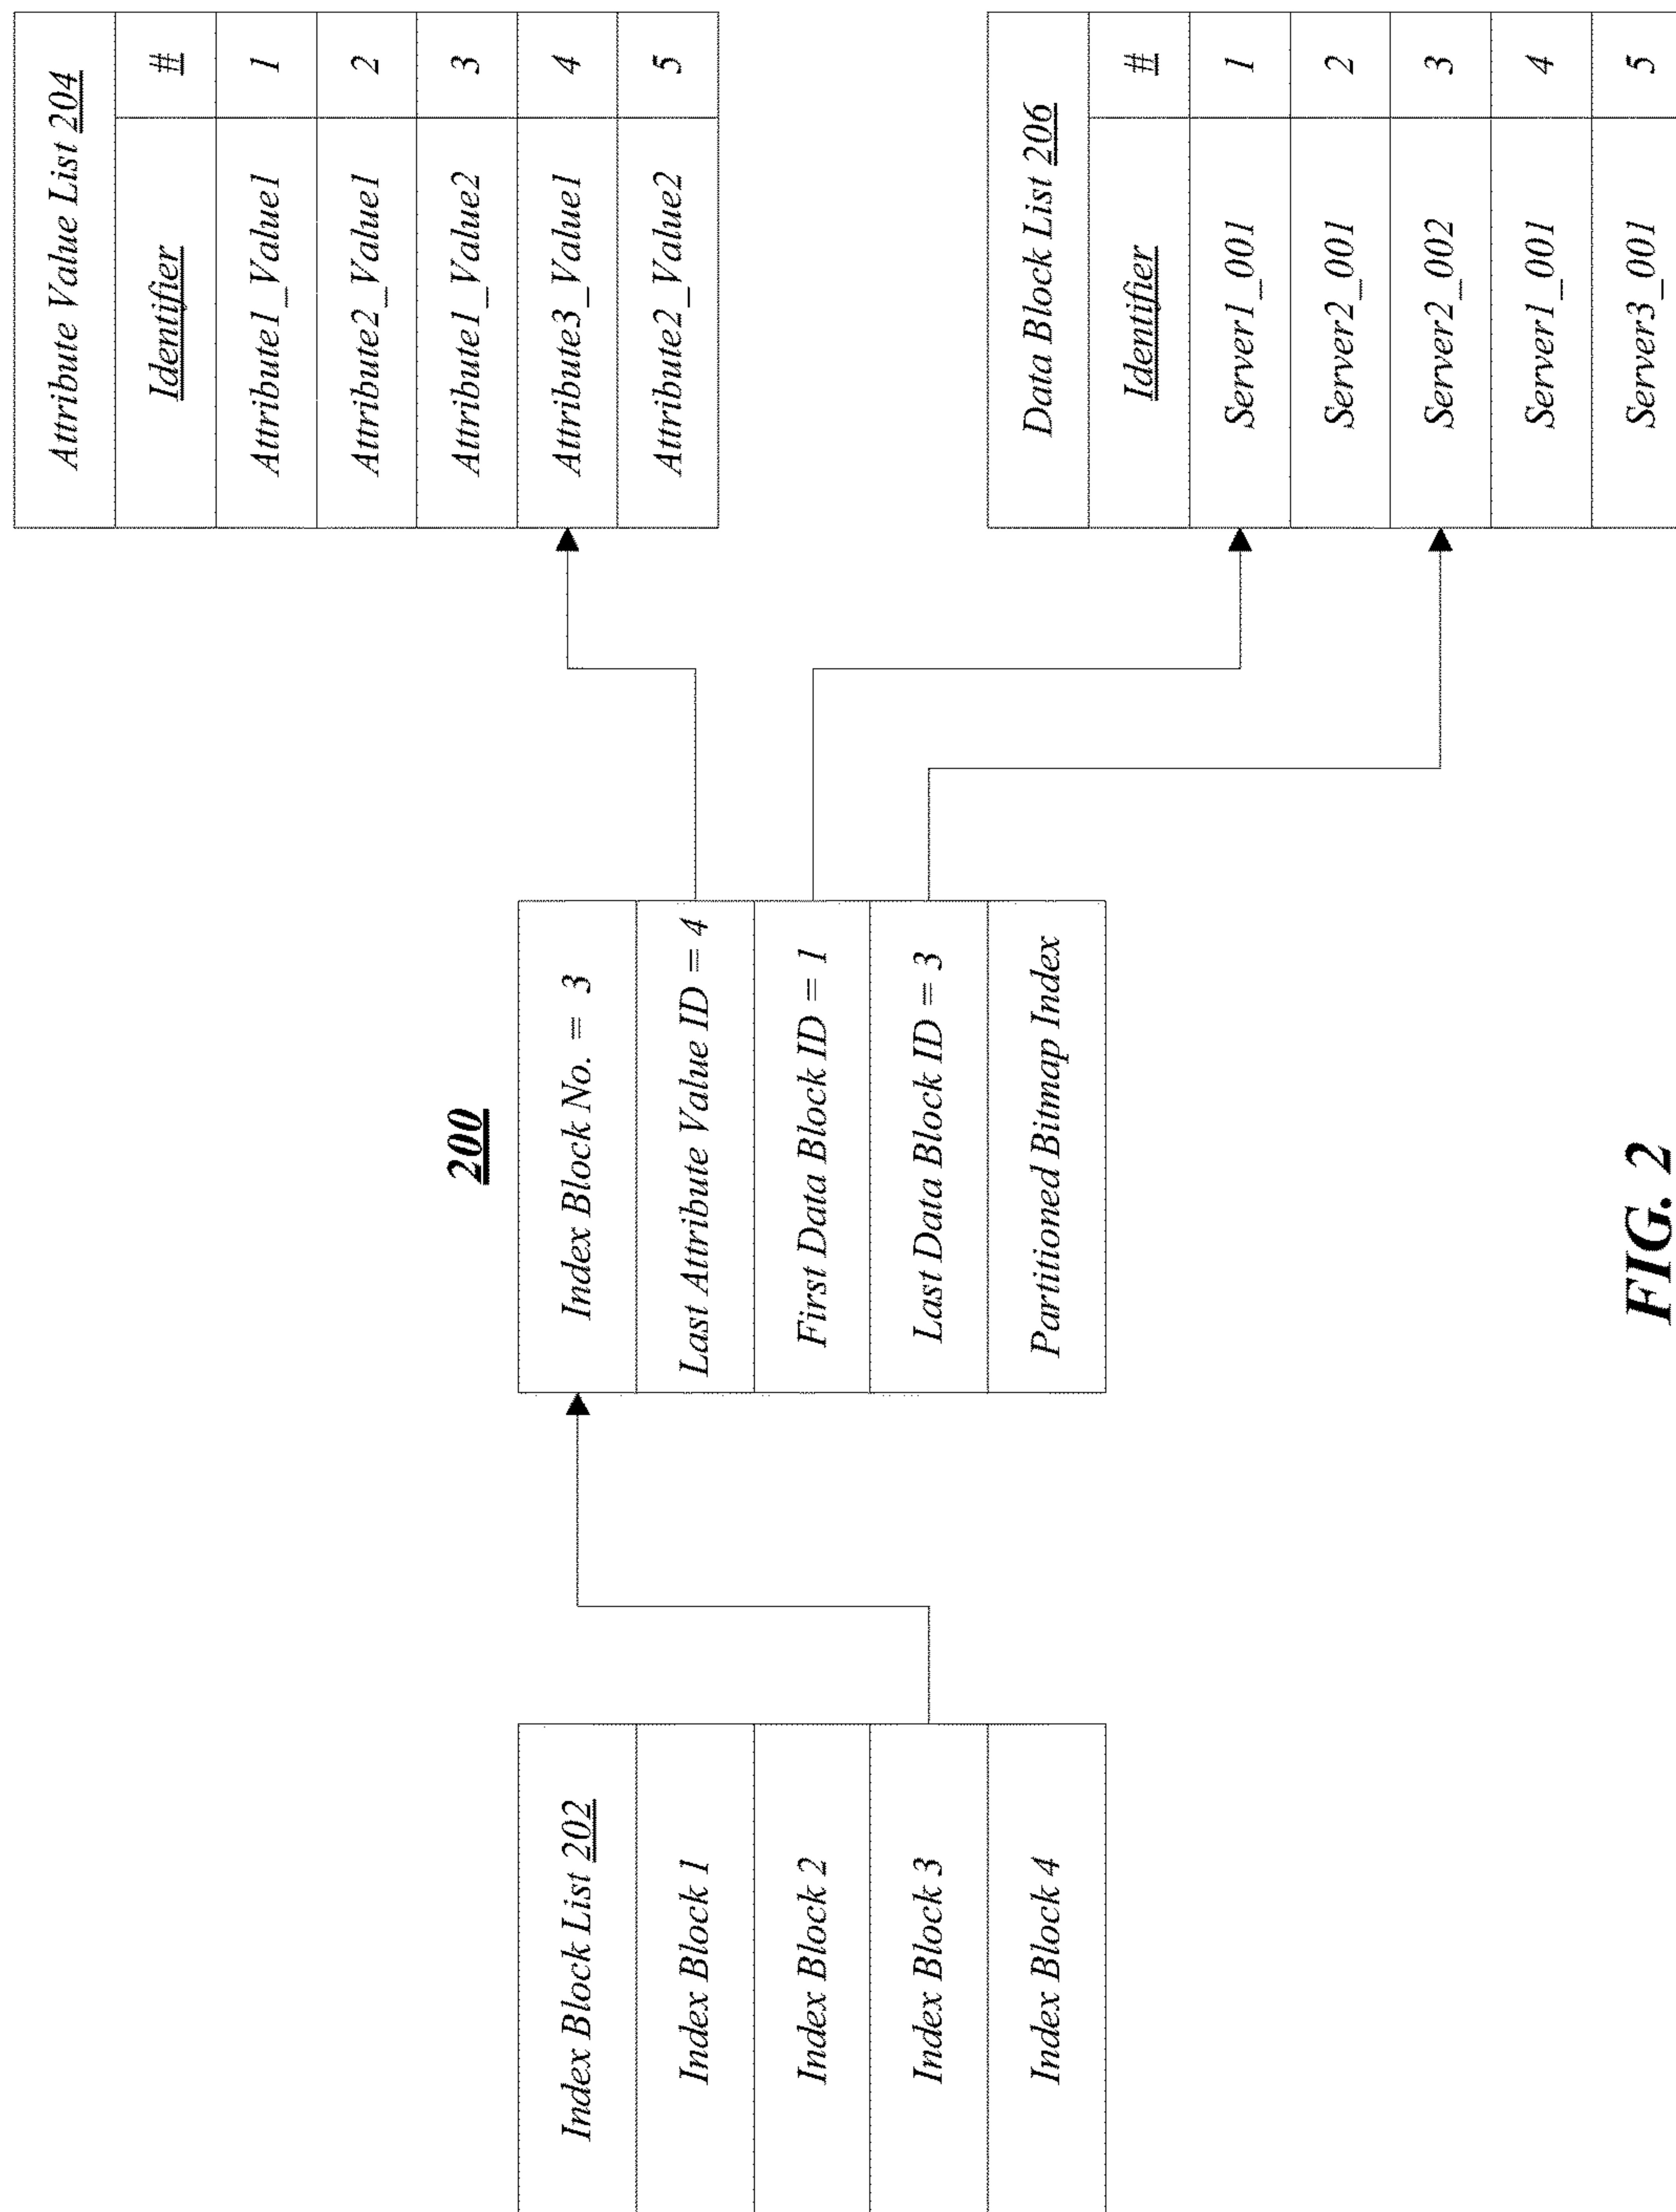 200
Index Block List 202
Index Block 1
Index Block 2
Index Block 3
Index Block 4
Index Block No. = 3
Last Attribute Value ID = 4
First Data Block ID = 1
Last Data Block ID = 3
Partitioned Bitmap Index
Attribute Value List 204
Identifier #
Attribute1_Value1 1
Attribute2_Value1 2
Attribute1_Value2 3
Attribute3_Value1 4
Attribute2_Value2 5
Data Block List 206
Identifier #
Server1_001 1
Server2_001 2
Server2_002 3
Server1_001 4
Server3_001 5
FIG. 2